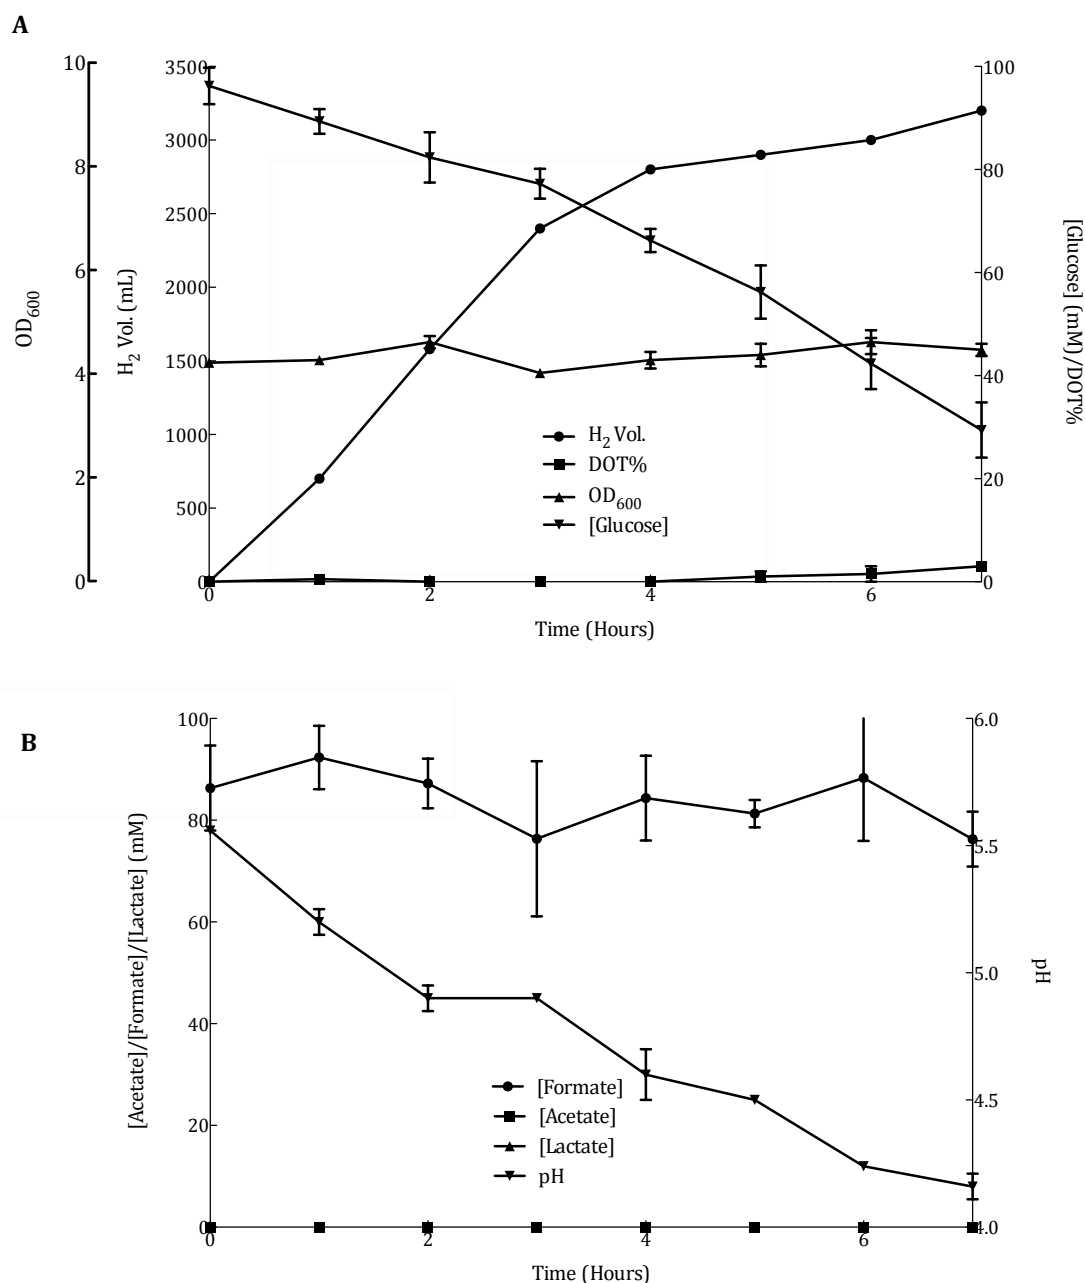 A
10
8
6
4
2
0
OD600
3500
3000
2500
2000
1500
1000
500
0
H2 Vol. (mL)
100
80
60
40
20
0
[Glucose] (mM)/DOT%
H2 Vol.
DOT%
OD600
[Glucose]
0 2 4 6
Time (Hours)
B
100
80
60
40
20
0
[Acetate]/[Formate]/[Lactate] (mM)
6.0
5.5
5.0
4.5
4.0
pH
[Formate]
[Acetate]
[Lactate]
pH
0 2 4 6
Time (Hours)